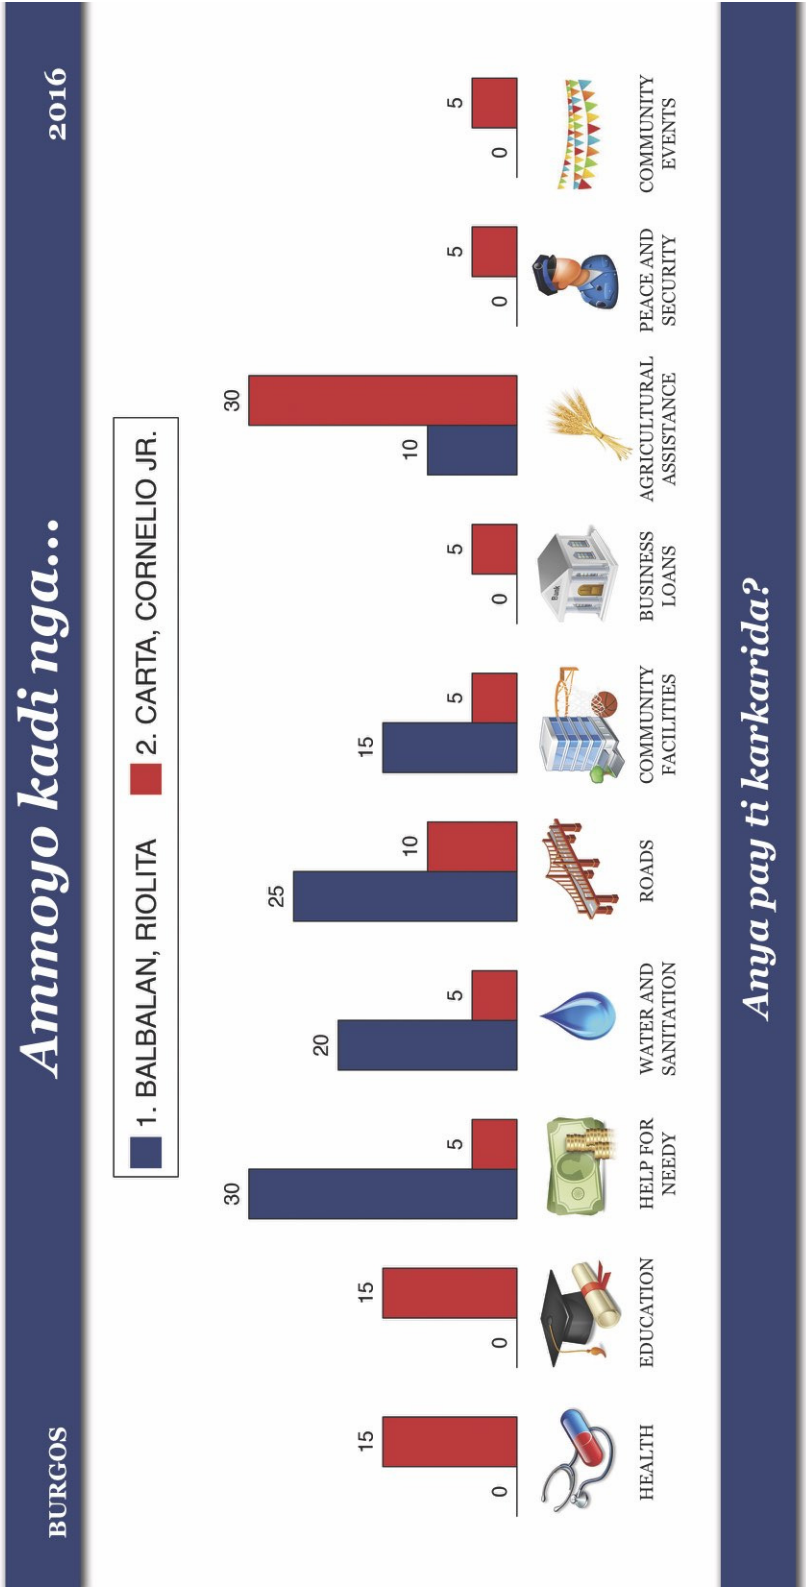 BURGOS
Ammoyo kadi nga...
2016
1. BALBALAN, RIOLITA
2. CARTA, CORNELIO JR.
0
15
0
15
30
5
20
5
25
10
15
5
0
5
10
30
0
5
0
5
HEALTH
EDUCATION
HELP FOR
NEEDY
WATER AND
SANITATION
ROADS
COMMUNITY
FACILITIES
Bank
BUSINESS
LOANS
AGRICULTURAL
ASSISTANCE
PEACE AND
SECURITY
COMMUNITY
EVENTS
Anya pay ti karkarida?